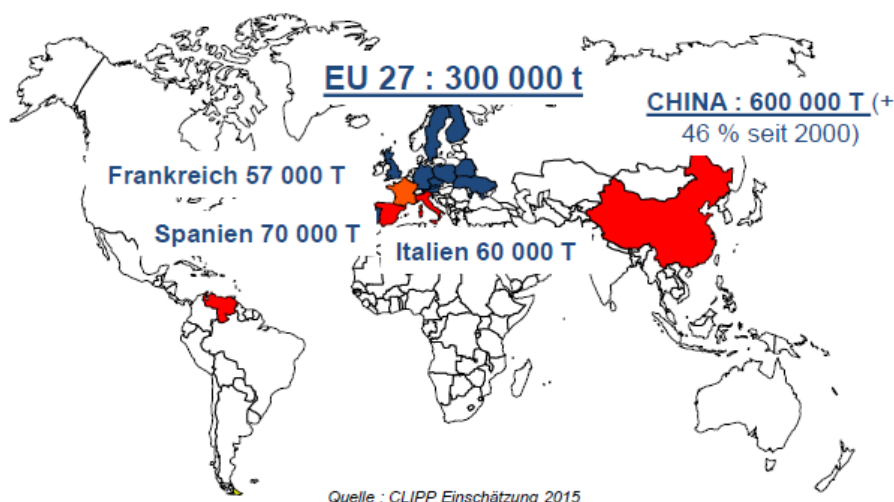 EU 27 : 300 000 t
CHINA : 600 000 T (+
46 % seit 2000)
Frankreich 57 000 T
Spanien 70 000 T
Italien 60 000 T
Quelle : CLIPP Einschätzung 2015